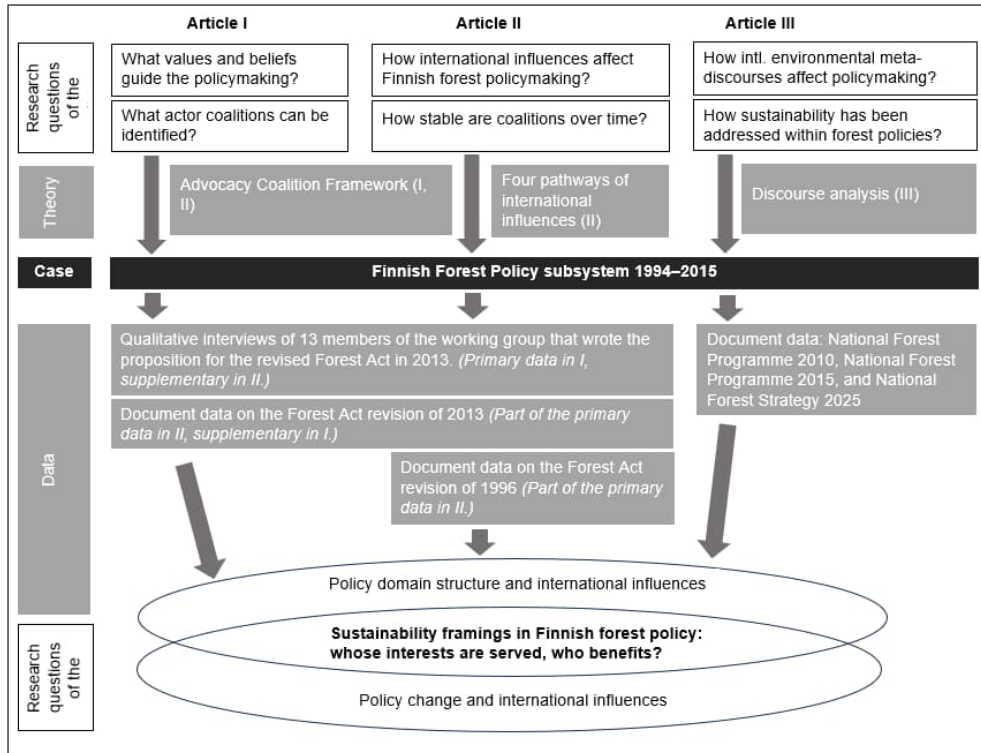 Article I
Article II
Article III
Research
questions
of the
What values and beliefs
guide the policymaking?
What actor coalitions can be
identified?
How international influences affect
Finnish forest policymaking?
How stable are coalitions over time?
How intl. environmental meta-
discourses affect policymaking?
How sustainability has been
addressed within forest policies?
Theory
Advocacy Coalition Framework (I,
II)
Four pathways of
international
influences (II)
Discourse analysis (III)
Case
Finnish Forest Policy subsystem 1994–2015
Data
Qualitative interviews of 13 members of the working group that wrote the
proposition for the revised Forest Act in 2013. (Primary data in I,
supplementary in II.)
Document data on the Forest Act revision of 2013 (Part of the primary
data in II, supplementary in I.)
Document data on the Forest Act
revision of 1996 (Part of the primary
data in II.)
Document data: National Forest
Programme 2010, National Forest
Programme 2015, and National
Forest Strategy 2025
Research
questions
of the
Policy domain structure and international influences
Sustainability framings in Finnish forest policy:
whose interests are served, who benefits?
Policy change and international influences